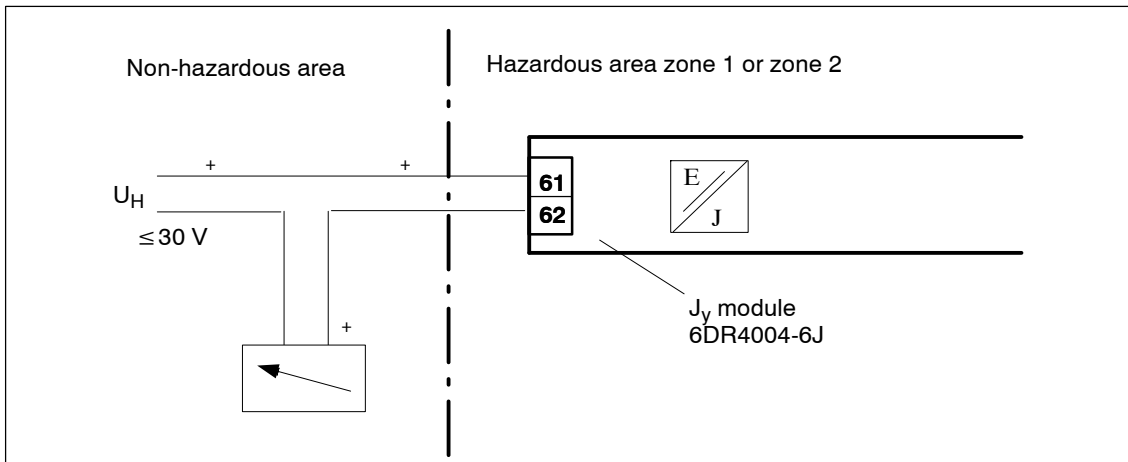 Non-hazardous area
Hazardous area zone 1 or zone 2
+ +
U_H
≤ 30 V
+
61
62
E
J
J_y module
6DR4004-6J